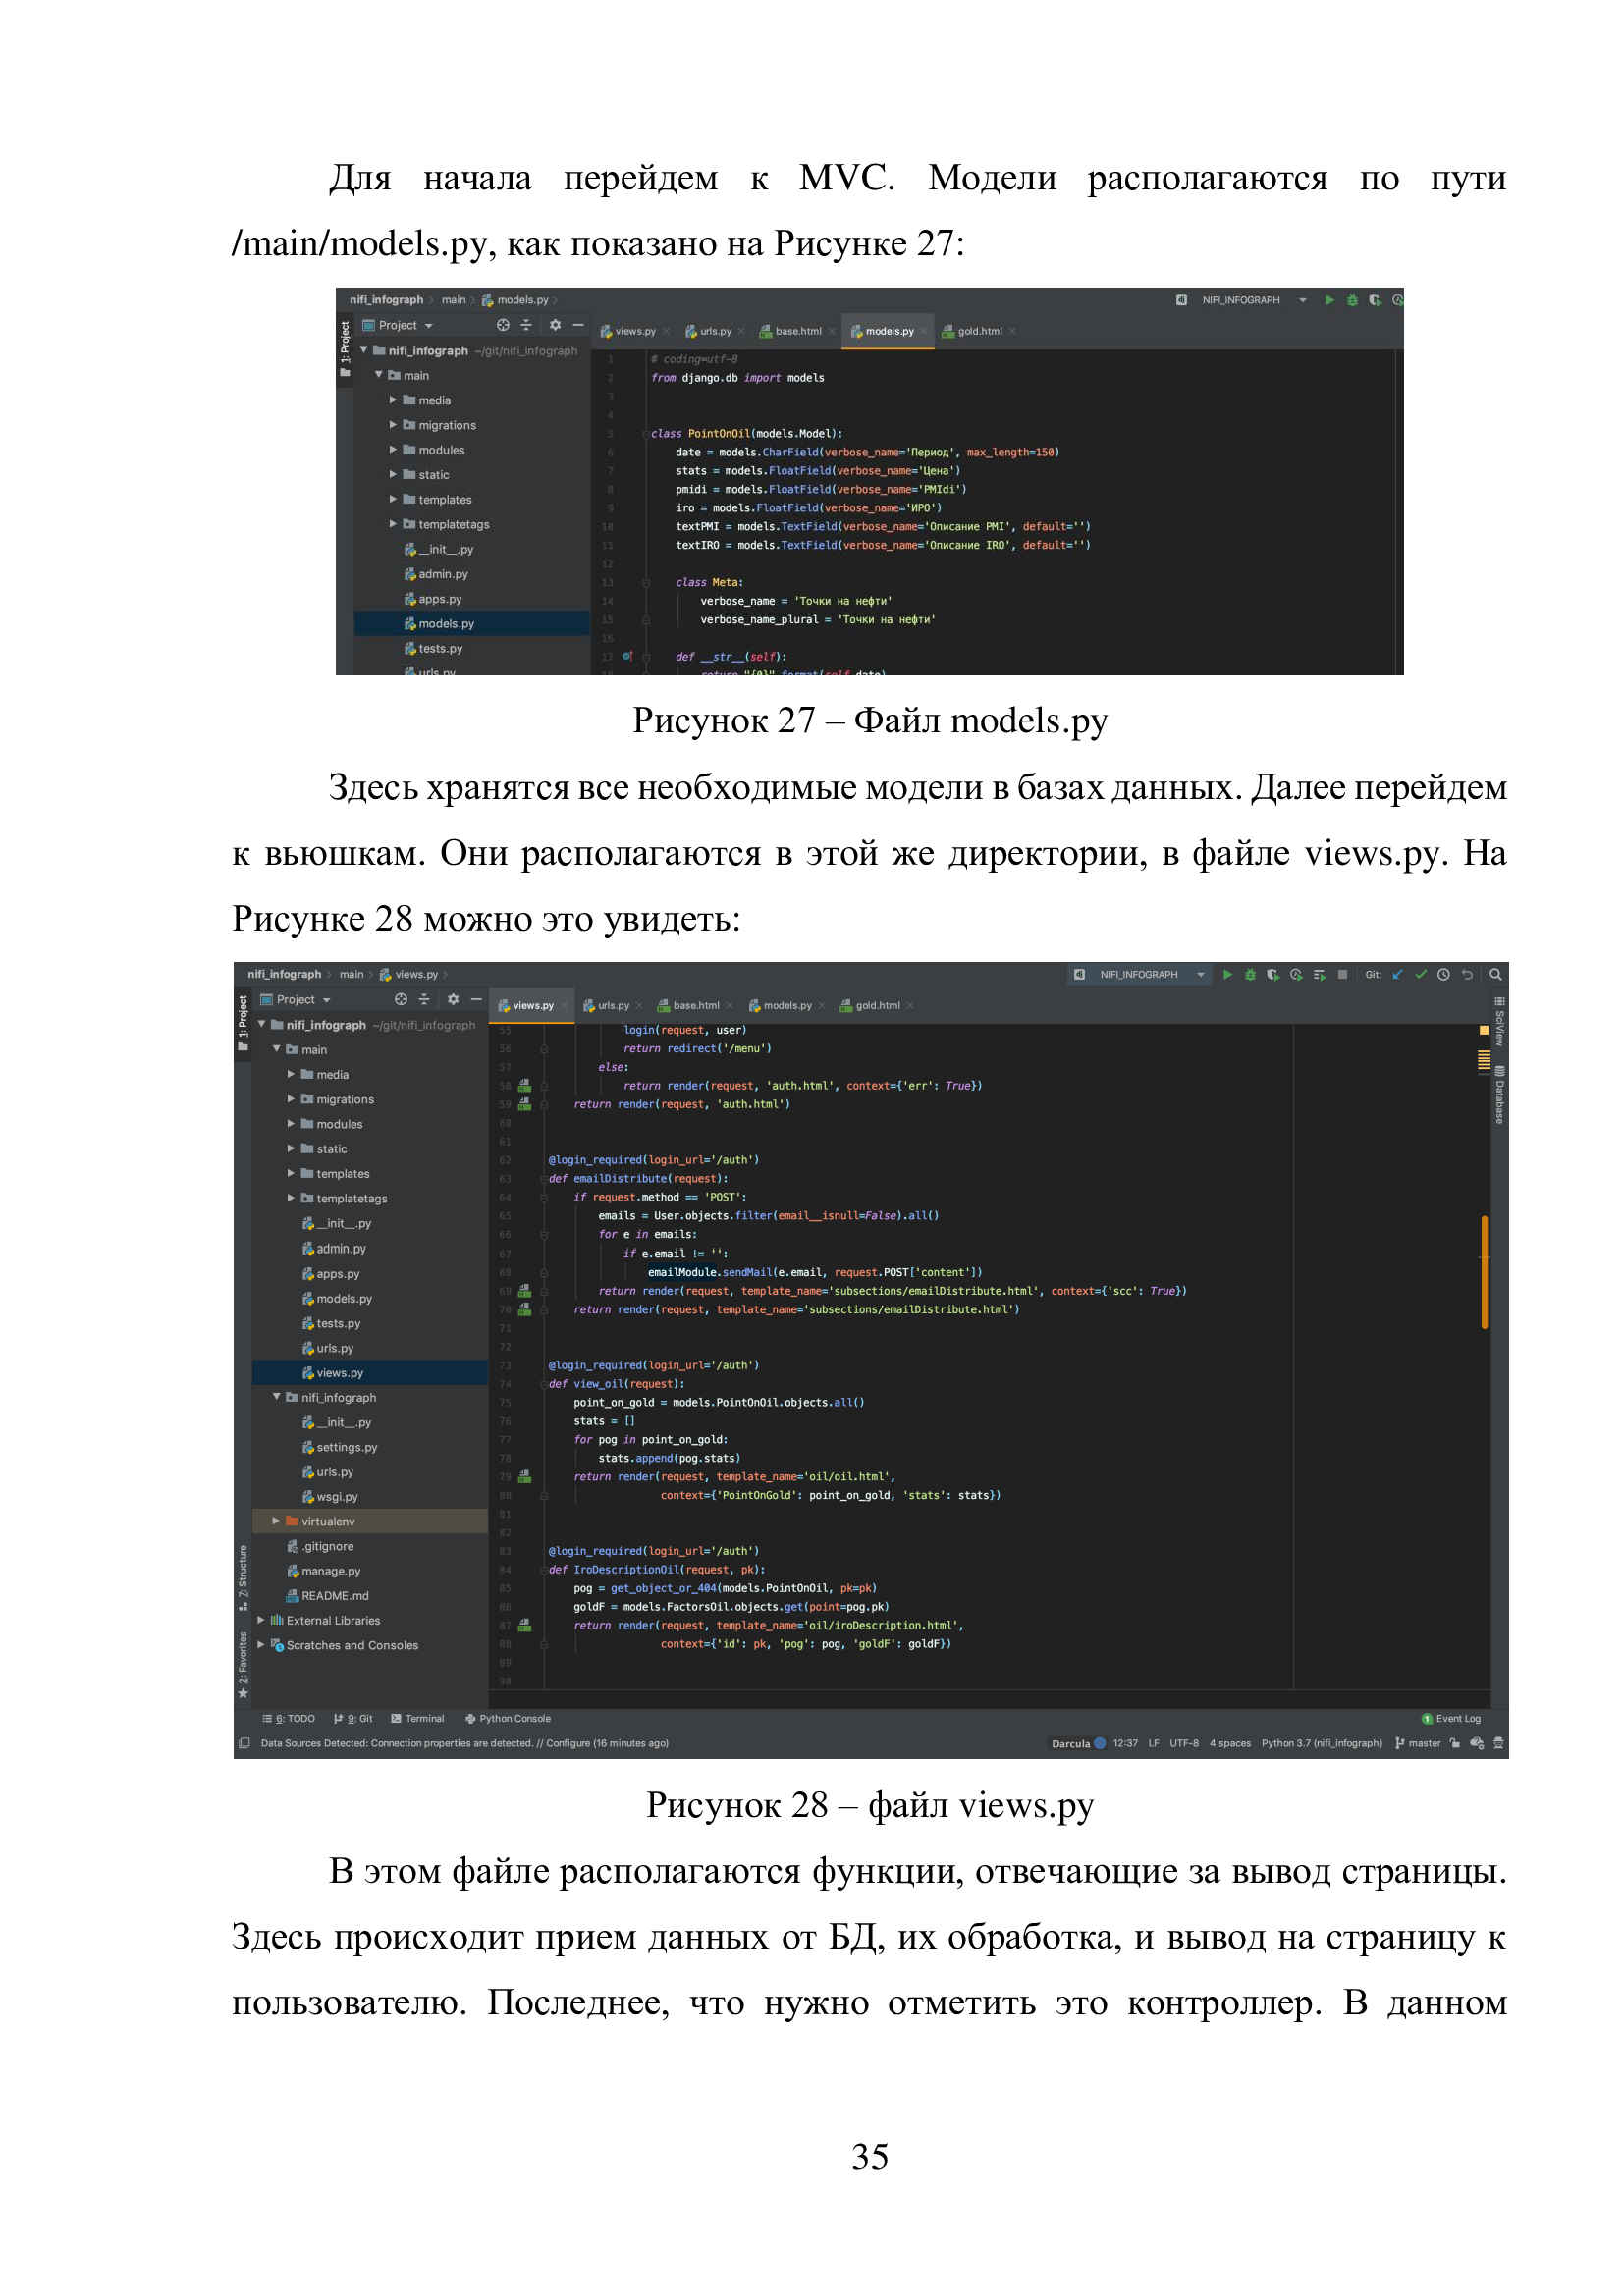 Для начала перейдем к MVC. Модели располагаются по пути
/main/models.py, как показано на Рисунке 27:
nifi_infograph main models.py NIFI_INFOGRAPH
1: Project
Project
views.py urls.py base.html models.py gold.html
nifi_infograph ~/git/nifi_infograph
main
media
migrations
modules
static
templates
templatetags
__init__.py
admin.py
apps.py
models.py
tests.py
urls.py
1 # coding=utf-8
2 from django.db import models
3
4
5 class PointOnOil(models.Model):
6 date = models.CharField(verbose_name='Период', max_length=150)
7 stats = models.FloatField(verbose_name='Цена')
8 pmidi = models.FloatField(verbose_name='PMIdi')
9 iro = models.FloatField(verbose_name='ИРО')
10 textPMI = models.TextField(verbose_name='Описание PMI', default='')
11 textIRO = models.TextField(verbose_name='Описание IRO', default='')
12
13 class Meta:
14 verbose_name = 'Точки на нефти'
15 verbose_name_plural = 'Точки на нефти'
16
17 def __str__(self):
18 return "{0}".format(self.date)
Рисунок 27 – Файл models.py
Здесь хранятся все необходимые модели в базах данных. Далее перейдем
к вьюшкам. Они располагаются в этой же директории, в файле views.py. На
Рисунке 28 можно это увидеть:
nifi_infograph main views.py NIFI_INFOGRAPH Git:
1: Project
Project
views.py urls.py base.html models.py gold.html
nifi_infograph ~/git/nifi_infograph
main
media
migrations
modules
static
templates
templatetags
__init__.py
admin.py
apps.py
models.py
tests.py
urls.py
views.py
nifi_infograph
__init__.py
settings.py
urls.py
wsgi.py
virtualenv
.gitignore
manage.py
README.md
External Libraries
Scratches and Consoles
7: Structure
2: Favorites
55 login(request, user)
56 return redirect('/menu')
57 else:
58 return render(request, 'auth.html', context={'err': True})
59 return render(request, 'auth.html')
60
61
62 @login_required(login_url='/auth')
63 def emailDistribute(request):
64 if request.method == 'POST':
65 emails = User.objects.filter(email__isnull=False).all()
66 for e in emails:
67 if e.email != '':
68 emailModule.sendMail(e.email, request.POST['content'])
69 return render(request, template_name='subsections/emailDistribute.html', context={'scc': True})
70 return render(request, template_name='subsections/emailDistribute.html')
71
72
73 @login_required(login_url='/auth')
74 def view_oil(request):
75 point_on_gold = models.PointOnOil.objects.all()
76 stats = []
77 for pog in point_on_gold:
78 stats.append(pog.stats)
79 return render(request, template_name='oil/oil.html',
80 context={'PointOnGold': point_on_gold, 'stats': stats})
81
82
83 @login_required(login_url='/auth')
84 def IroDescriptionOil(request, pk):
85 pog = get_object_or_404(models.PointOnOil, pk=pk)
86 goldF = models.FactorsOil.objects.get(point=pog.pk)
87 return render(request, template_name='oil/iroDescription.html',
88 context={'id': pk, 'pog': pog, 'goldF': goldF})
89
90
SciView
Database
6: TODO 9: Git Terminal Python Console 1 Event Log
Data Sources Detected: Connection properties are detected. // Configure (16 minutes ago) Darcula 12:37 LF UTF-8 4 spaces Python 3.7 (nifi_infograph) master
Рисунок 28 – файл views.py
В этом файле располагаются функции, отвечающие за вывод страницы.
Здесь происходит прием данных от БД, их обработка, и вывод на страницу к
пользователю. Последнее, что нужно отметить это контроллер. В данном
35